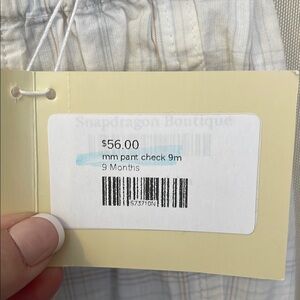 Snapdragon Boutique
$56.00
mm pant check 9m
9 Months